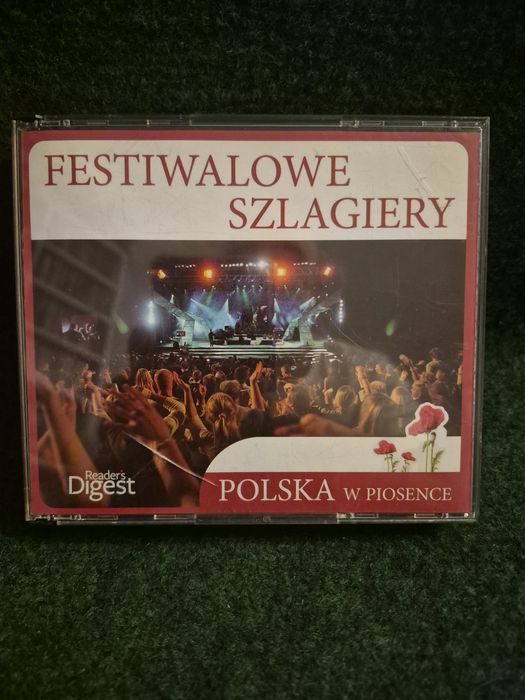 FESTIWALOWE
SZLAGIERY
Reader's
Digest
POLSKA W PIOSENCE